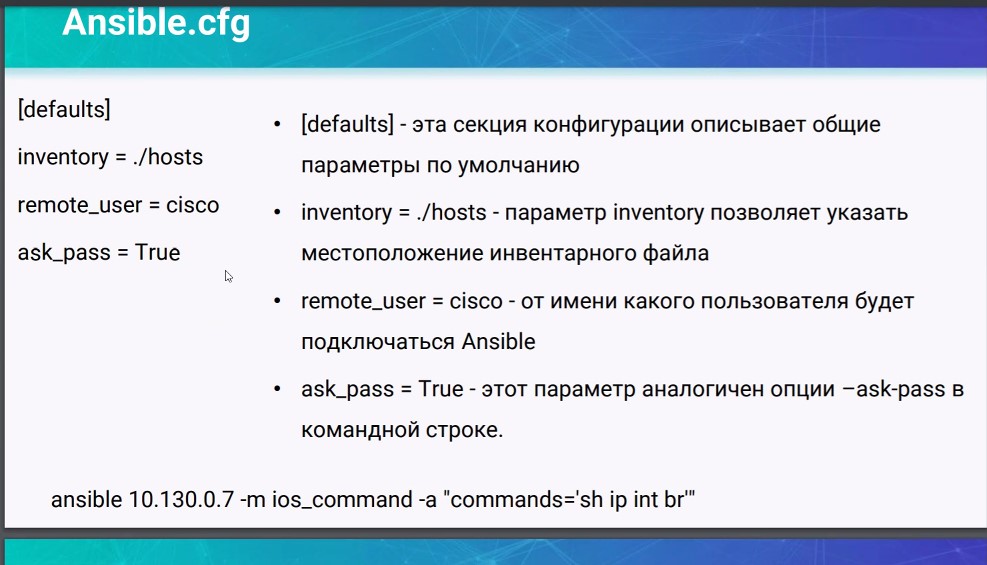 Ansible.cfg
[defaults]
inventory = ./hosts
remote_user = cisco
ask_pass = True
• [defaults] - эта секция конфигурации описывает общие
параметры по умолчанию
• inventory = ./hosts - параметр inventory позволяет указать
местоположение инвентарного файла
• remote_user = cisco - от имени какого пользователя будет
подключаться Ansible
• ask_pass = True - этот параметр аналогичен опции –ask-pass в
командной строке.
ansible 10.130.0.7 -m ios_command -a "commands='sh ip int br'"